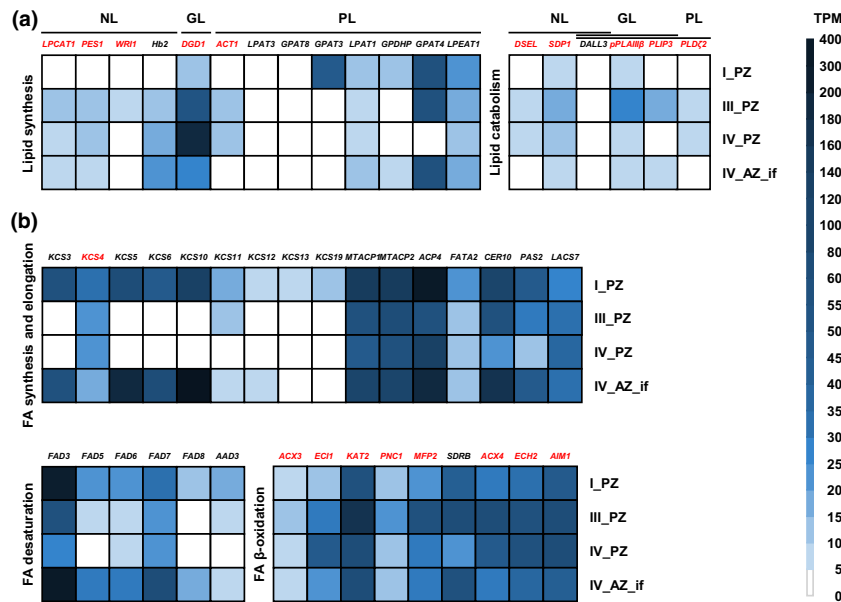 (a) NL GL PL NL GL PL TPM
LPCAT1 PES1 WRI1 Hb2 DGD1 ACT1 LPAT3 GPAT8 GPAT3 LPAT1 GPDHP GPAT4 LPEAT1
DSEL SDP1 DALL3 pPLAIIIβ PLIP3 PLDζ2
Lipid synthesis
Lipid catabolism
I_PZ
III_PZ
IV_PZ
IV_AZ_if
(b)
KCS3 KCS4 KCS5 KCS6 KCS10 KCS11 KCS12 KCS13 KCS19 MTACP1 MTACP2 ACP4 FATA2 CER10 PAS2 LACS7
FA synthesis and elongation
I_PZ
III_PZ
IV_PZ
IV_AZ_if
FAD3 FAD5 FAD6 FAD7 FAD8 AAD3
ACX3 ECI1 KAT2 PNC1 MFP2 SDRB ACX4 ECH2 AIM1
FA desaturation
FA β-oxidation
I_PZ
III_PZ
IV_PZ
IV_AZ_if
400
300
200
180
160
140
120
100
80
60
50
45
40
35
30
25
20
15
10
5
0